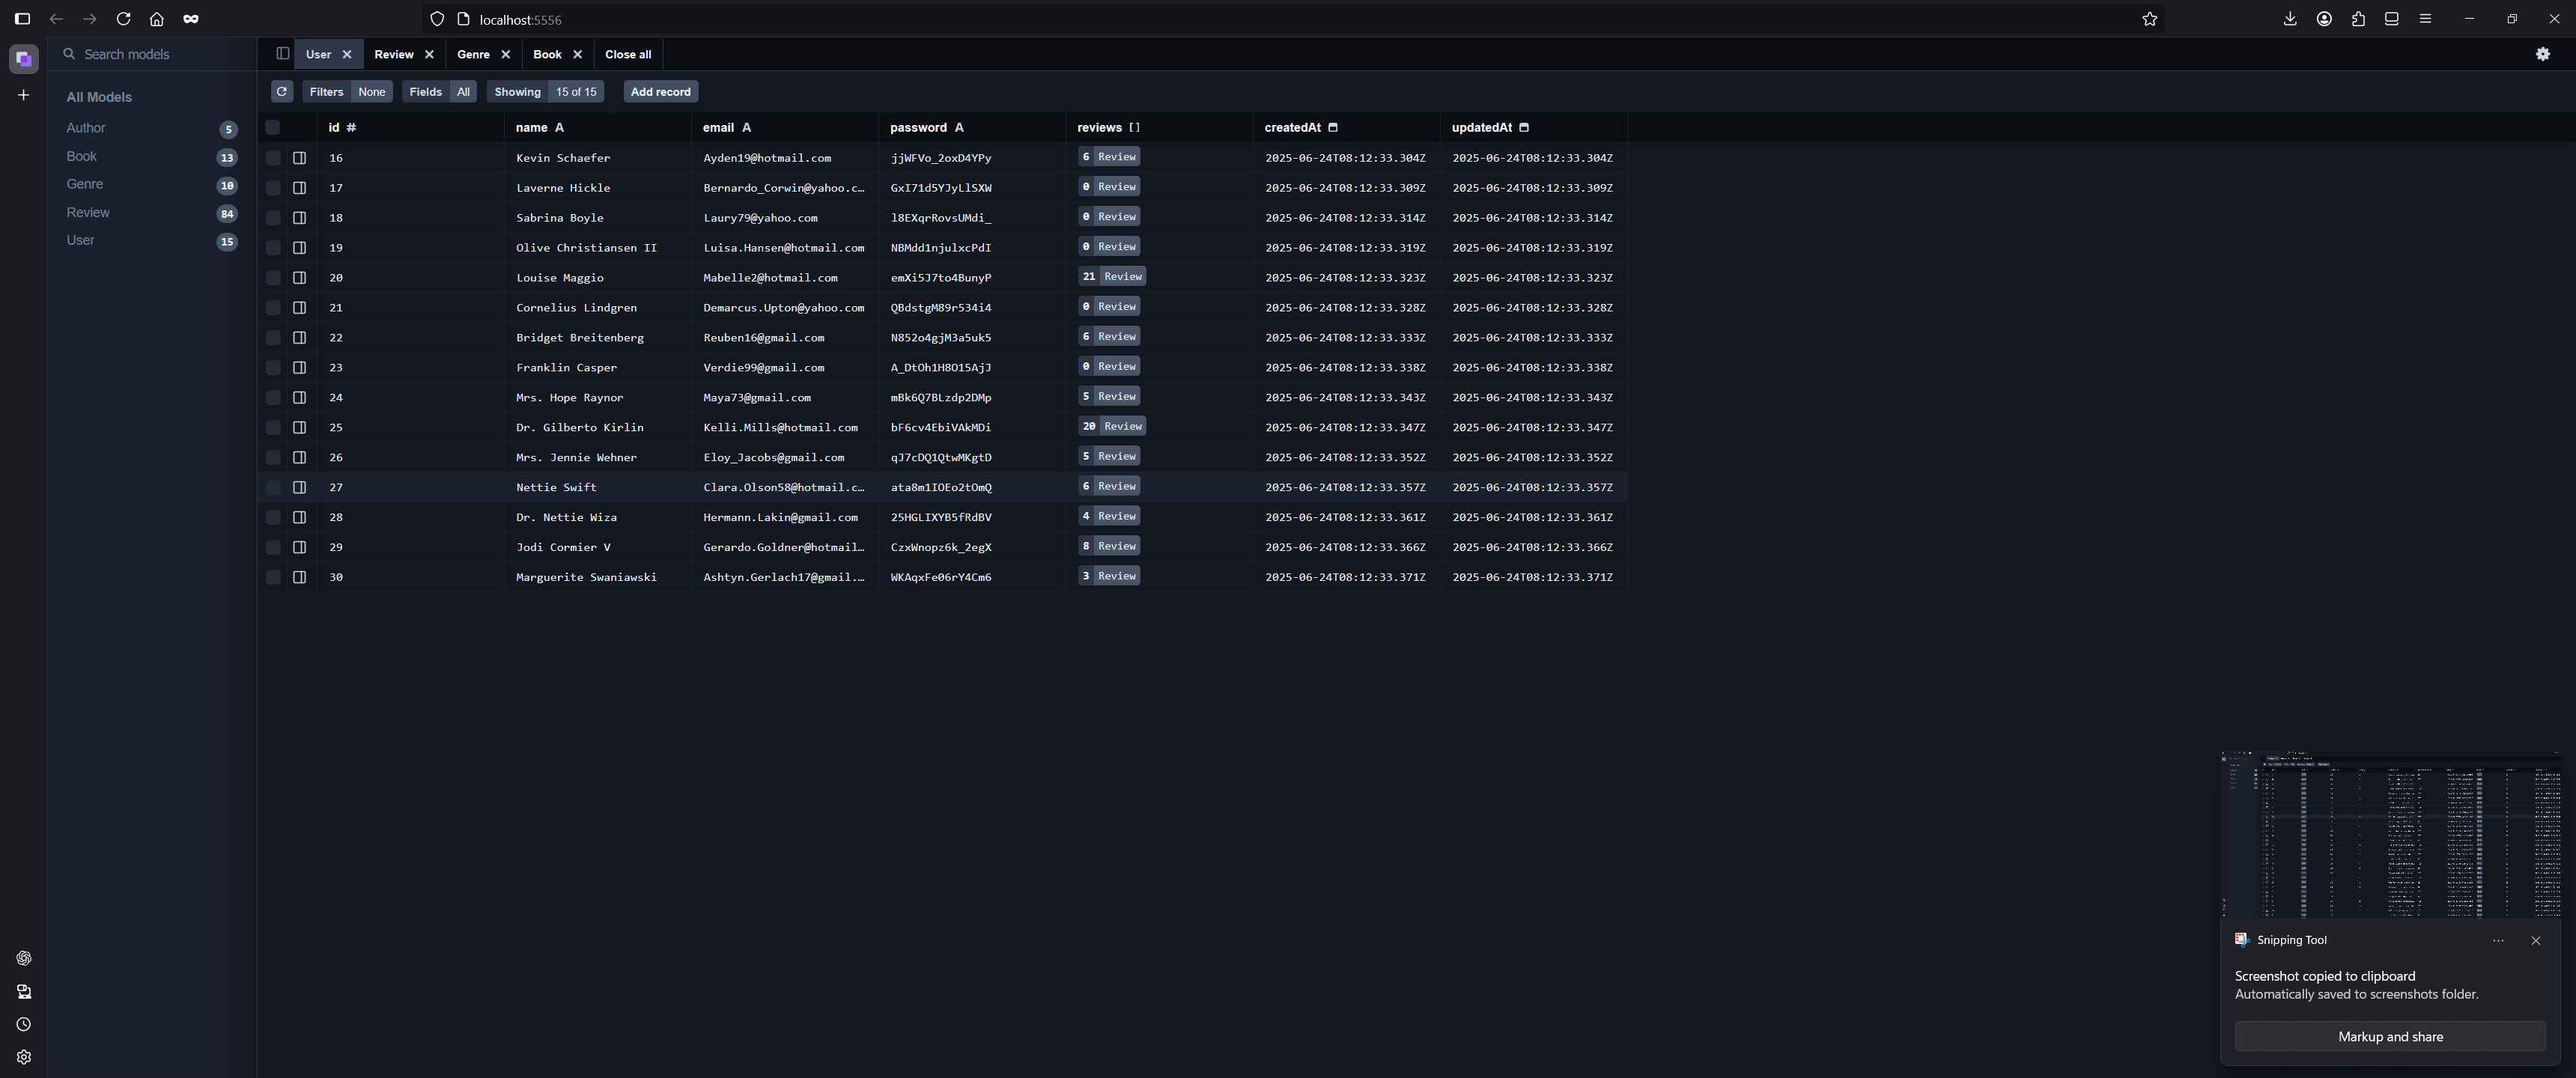 localhost:5556
Search models
User Review Genre Book Close all
All Models
Author 5
Book 13
Genre 10
Review 84
User 15
Filters None Fields All Showing 15 of 15 Add record
id # name A email A password A reviews [] createdAt updatedAt
16 Kevin Schaefer Ayden19@hotmail.com jjWFVo_2oxD4YPy 6 Review 2025-06-24T08:12:33.304Z 2025-06-24T08:12:33.304Z
17 Laverne Hickle Bernardo_Corwin@yahoo.c… GxI71d5YJyLlSXW 0 Review 2025-06-24T08:12:33.309Z 2025-06-24T08:12:33.309Z
18 Sabrina Boyle Laury79@yahoo.com l8EXqrRovsUMdi_ 0 Review 2025-06-24T08:12:33.314Z 2025-06-24T08:12:33.314Z
19 Olive Christiansen II Luisa.Hansen@hotmail.com NBMdd1njulxcPdI 0 Review 2025-06-24T08:12:33.319Z 2025-06-24T08:12:33.319Z
20 Louise Maggio Mabelle2@hotmail.com emXi5J7to4BunyP 21 Review 2025-06-24T08:12:33.323Z 2025-06-24T08:12:33.323Z
21 Cornelius Lindgren Demarcus.Upton@yahoo.com QBdstgM89r534i4 0 Review 2025-06-24T08:12:33.328Z 2025-06-24T08:12:33.328Z
22 Bridget Breitenberg Reuben16@gmail.com N852o4gjM3a5uk5 6 Review 2025-06-24T08:12:33.333Z 2025-06-24T08:12:33.333Z
23 Franklin Casper Verdie99@gmail.com A_DtOh1H8O15AjJ 0 Review 2025-06-24T08:12:33.338Z 2025-06-24T08:12:33.338Z
24 Mrs. Hope Raynor Maya73@gmail.com mBk6Q7BLzdp2DMp 5 Review 2025-06-24T08:12:33.343Z 2025-06-24T08:12:33.343Z
25 Dr. Gilberto Kirlin Kelli.Mills@hotmail.com bF6cv4EbiVAkMDi 20 Review 2025-06-24T08:12:33.347Z 2025-06-24T08:12:33.347Z
26 Mrs. Jennie Wehner Eloy_Jacobs@gmail.com qJ7cDQ1QtwMKgtD 5 Review 2025-06-24T08:12:33.352Z 2025-06-24T08:12:33.352Z
27 Nettie Swift Clara.Olson58@hotmail.c… ata8m1IOEo2tOmQ 6 Review 2025-06-24T08:12:33.357Z 2025-06-24T08:12:33.357Z
28 Dr. Nettie Wiza Hermann.Lakin@gmail.com 25HGLIXYB5fRdBV 4 Review 2025-06-24T08:12:33.361Z 2025-06-24T08:12:33.361Z
29 Jodi Cormier V Gerardo.Goldner@hotmail… CzxWnopz6k_2egX 8 Review 2025-06-24T08:12:33.366Z 2025-06-24T08:12:33.366Z
30 Marguerite Swaniawski Ashtyn.Gerlach17@gmail.… WKAqxFe06rY4Cm6 3 Review 2025-06-24T08:12:33.371Z 2025-06-24T08:12:33.371Z
Snipping Tool
Screenshot copied to clipboard
Automatically saved to screenshots folder.
Markup and share